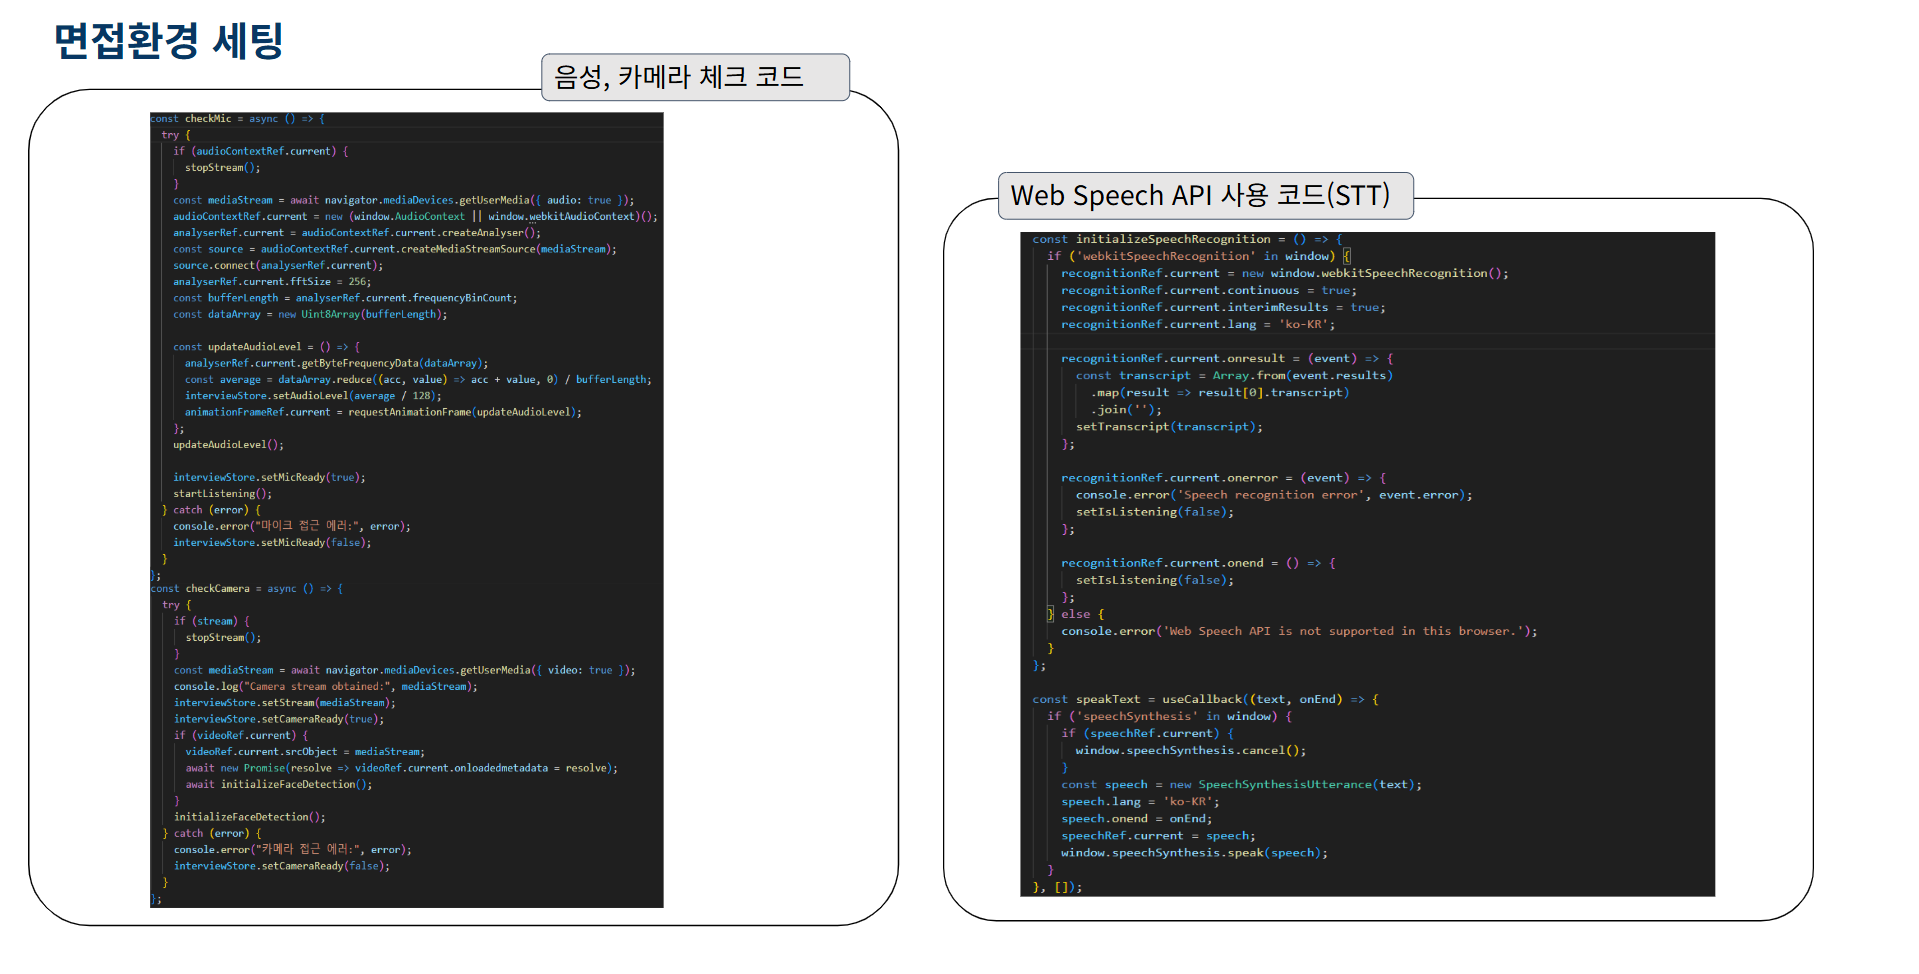 면접환경 세팅
음성, 카메라 체크 코드
const checkMic = async () => {
try {
if (audioContextRef.current) {
stopStream();
}
const mediaStream = await navigator.mediaDevices.getUserMedia({ audio: true });
audioContextRef.current = new (window.AudioContext || window.webkitAudioContext)();
analyserRef.current = audioContextRef.current.createAnalyser();
const source = audioContextRef.current.createMediaStreamSource(mediaStream);
source.connect(analyserRef.current);
analyserRef.current.fftSize = 256;
const bufferLength = analyserRef.current.frequencyBinCount;
const dataArray = new Uint8Array(bufferLength);
const updateAudioLevel = () => {
analyserRef.current.getByteFrequencyData(dataArray);
const average = dataArray.reduce((acc, value) => acc + value, 0) / bufferLength;
interviewStore.setAudioLevel(average / 128);
animationFrameRef.current = requestAnimationFrame(updateAudioLevel);
};
updateAudioLevel();
interviewStore.setMicReady(true);
startListening();
} catch (error) {
console.error("마이크 접근 에러:", error);
interviewStore.setMicReady(false);
}
};
const checkCamera = async () => {
try {
if (stream) {
stopStream();
}
const mediaStream = await navigator.mediaDevices.getUserMedia({ video: true });
console.log("Camera stream obtained:", mediaStream);
interviewStore.setStream(mediaStream);
interviewStore.setCameraReady(true);
if (videoRef.current) {
videoRef.current.srcObject = mediaStream;
await new Promise(resolve => videoRef.current.onloadedmetadata = resolve);
await initializeFaceDetection();
}
initializeFaceDetection();
} catch (error) {
console.error("카메라 접근 에러:", error);
interviewStore.setCameraReady(false);
}
};
Web Speech API 사용 코드(STT)
const initializeSpeechRecognition = () => {
if ('webkitSpeechRecognition' in window) {
recognitionRef.current = new window.webkitSpeechRecognition();
recognitionRef.current.continuous = true;
recognitionRef.current.interimResults = true;
recognitionRef.current.lang = 'ko-KR';
recognitionRef.current.onresult = (event) => {
const transcript = Array.from(event.results)
.map(result => result[0].transcript)
.join('');
setTranscript(transcript);
};
recognitionRef.current.onerror = (event) => {
console.error('Speech recognition error', event.error);
setIsListening(false);
};
recognitionRef.current.onend = () => {
setIsListening(false);
};
} else {
console.error('Web Speech API is not supported in this browser.');
}
};
const speakText = useCallback((text, onEnd) => {
if ('speechSynthesis' in window) {
if (speechRef.current) {
window.speechSynthesis.cancel();
}
const speech = new SpeechSynthesisUtterance(text);
speech.lang = 'ko-KR';
speech.onend = onEnd;
speechRef.current = speech;
window.speechSynthesis.speak(speech);
}
}, []);